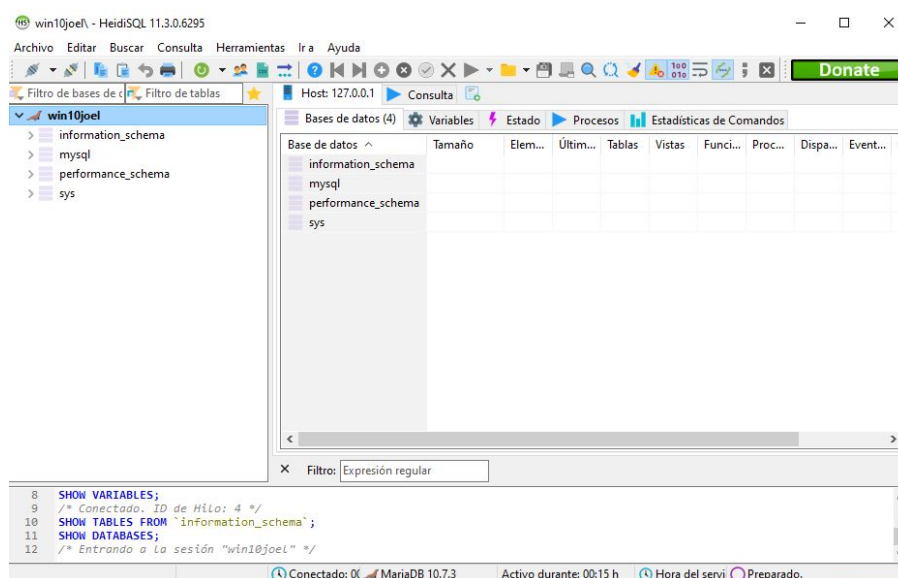 win10joel\ - HeidiSQL 11.3.0.6295
Archivo Editar Buscar Consulta Herramientas Ir a Ayuda
Donate
Filtro de bases de c Filtro de tablas
Host: 127.0.0.1 Consulta
win10joel
information_schema
mysql
performance_schema
sys
Bases de datos (4) Variables Estado Procesos Estadísticas de Comandos
Base de datos Tamaño Elem... Últim... Tablas Vistas Funci... Proc... Dispa... Event...
information_schema
mysql
performance_schema
sys
Filtro: Expresión regular
8 SHOW VARIABLES;
9 /* Conectado. ID de Hilo: 4 */
10 SHOW TABLES FROM `information_schema`;
11 SHOW DATABASES;
12 /* Entrando a la sesión "win10joel" */
Conectado: 0( MariaDB 10.7.3 Activo durante: 00:15 h Hora del servi Preparado.